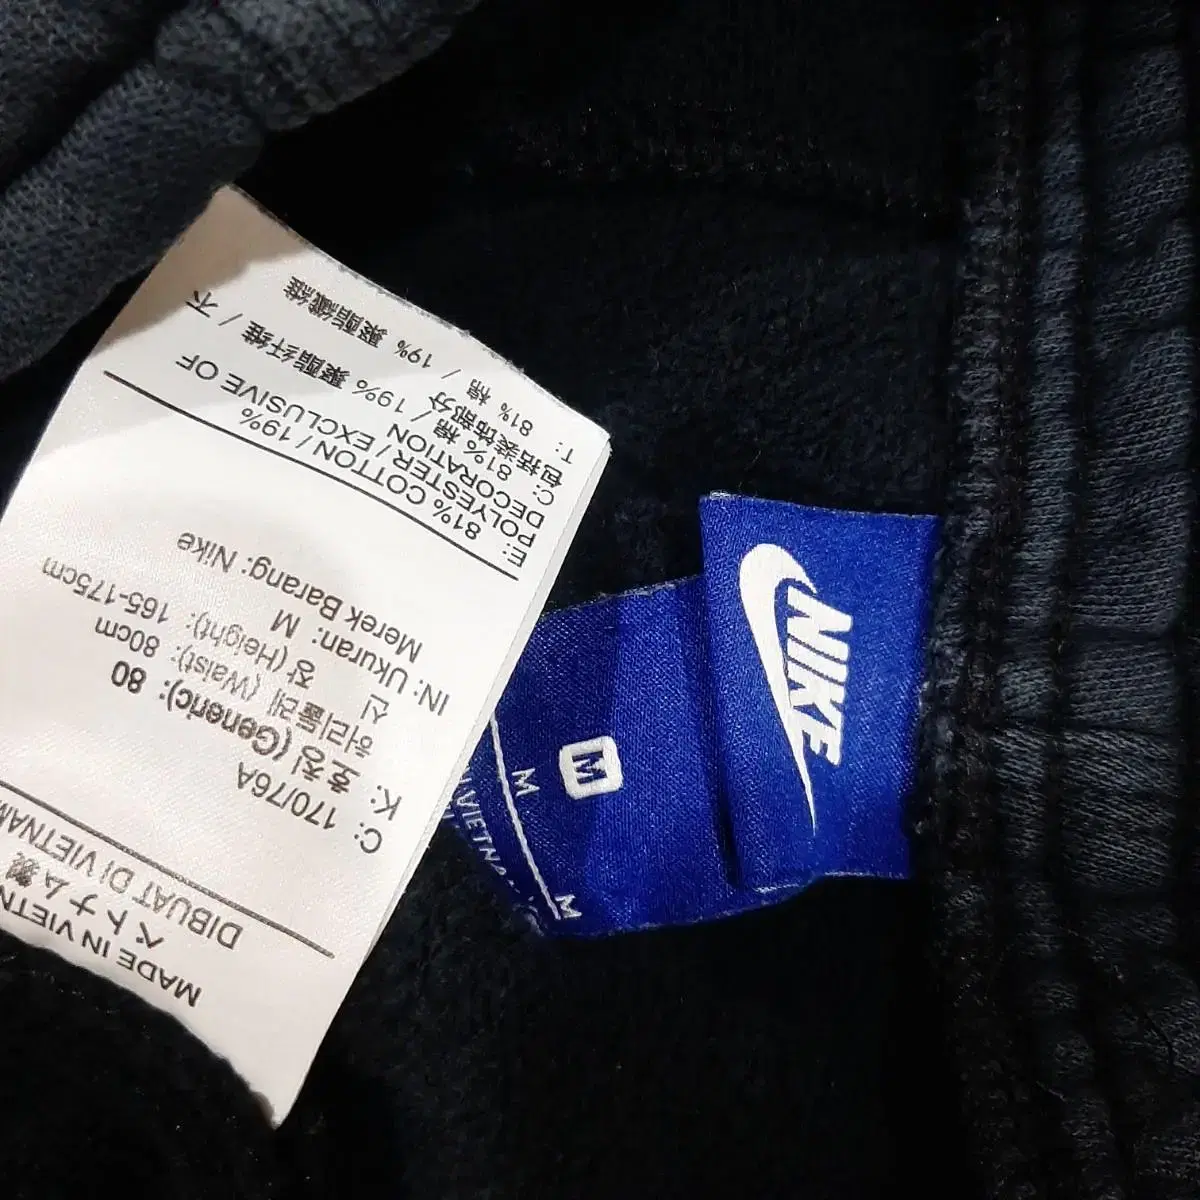 MADE IN VIETNAM
ベトナム製
DIBUAT DI VIETNAM
C: 170/76A
K: 호칭 (Generic): 80
허리둘레 (Waist): 80cm
신 장 (Height): 165-175cm
IN: Ukuran: M
Merek Barang: Nike
E: 81% COTTON / 19%
POLYESTER / EXCLUSIVE OF
DECORATION
C: 81% 棉 / 19% 聚酯纤维 / 不
包括装饰部分
T: 81% 棉 / 19% 聚酯纖維
NIKE
M
M
M